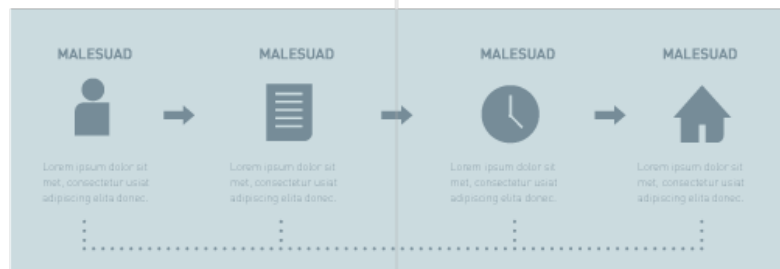 MALESUAD
Lorem ipsum dolor sit
met, consectetur usiat
adipiscing elita donec.
MALESUAD
Lorem ipsum dolor sit
met, consectetur usiat
adipiscing elita donec.
MALESUAD
Lorem ipsum dolor sit
met, consectetur usiat
adipiscing elita donec.
MALESUAD
Lorem ipsum dolor sit
met, consectetur usiat
adipiscing elita donec.